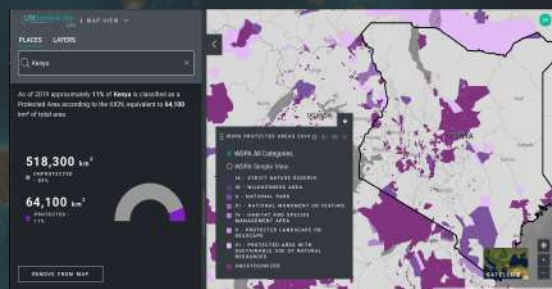 MAP VIEW
PLACES LAYERS
Kenya
As of 2019 approximately 11% of Kenya is classified as a
Protected Area according to the IUCN, equivalent to 64,100
km² of total area.
518,300 km²
UNPROTECTED
64,100 km²
PROTECTED
11%
REMOVE FROM MAP
WDPA PROTECTED AREAS
WDPA All Categories
WDPA Simple View
IA - STRICT NATURE RESERVE
IB - WILDERNESS AREA
II - NATIONAL PARK
III - NATIONAL MONUMENT OR FEATURE
IV - HABITAT AND SPECIES
MANAGEMENT AREA
V - PROTECTED LANDSCAPE OR
SEASCAPE
VI - PROTECTED AREA WITH
SUSTAINABLE USE OF NATURAL
RESOURCES
UNCATEGORIZED
KENYA
SATELLITE